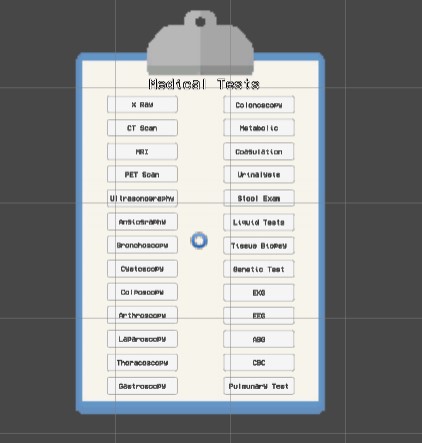 Medical Tests
X Ray
CT Scan
MRI
PET Scan
Ultrasonography
Angiography
Bronchoscopy
Cystoscopy
Colposcopy
Arthroscopy
Laparoscopy
Thoracoscopy
Gastroscopy
Colonoscopy
Metabolic
Coagulation
Urinalysis
Stool Exam
Liquid Tests
Tissue Biopsy
Genetic Test
EKG
EEG
ABG
CBC
Pulmunary Test